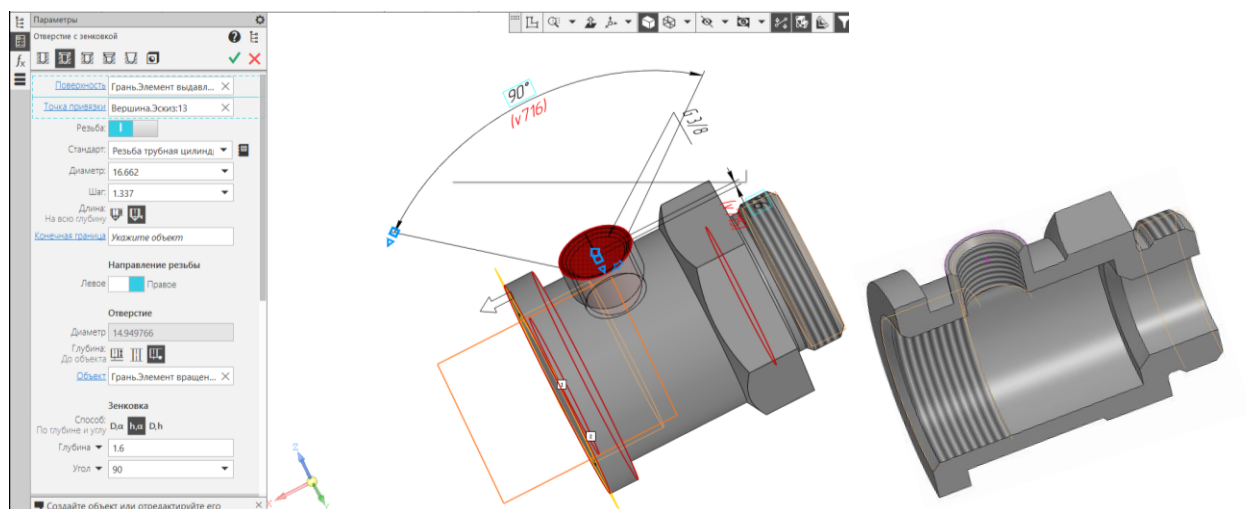 Параметры
Отверстие с зенковкой
Поверхность Грань.Элемент выдавл...
Точка привязки Вершина.Эскиз:13
Резьба:
Стандарт: Резьба трубная цилинд
Диаметр: 16.662
Шаг: 1.337
Длина:
На всю глубину
Конечная граница Укажите объект
Направление резьбы
Левое Правое
Отверстие
Диаметр 14.949766
Глубина:
До объекта
Объект Грань.Элемент вращен...
Зенковка
Способ: D,α h,α D,h
По глубине и углу
Глубина 1.6
Угол 90
Создайте объект или отредактируйте его
90°
(v716)
G3/8
Z
X
Y